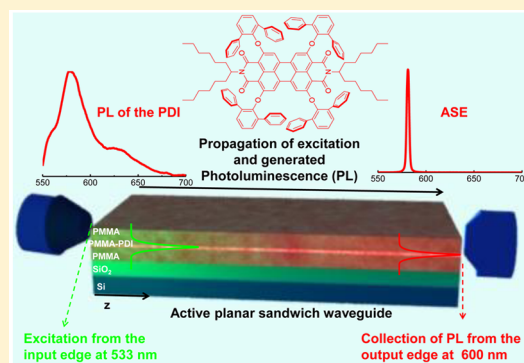 O
O
O
O
N
N
O
O
O
O
PL of the PDI
ASE
Propagation of excitation
and generated
Photoluminescence (PL)
550 600 650 700
550 600 650 70
PMMA
PMMA-PDI
PMMA
SiO₂
Si
z
Active planar sandwich waveguide
Excitation from the
input edge at 533 nm
Collection of PL from the
output edge at 600 nm